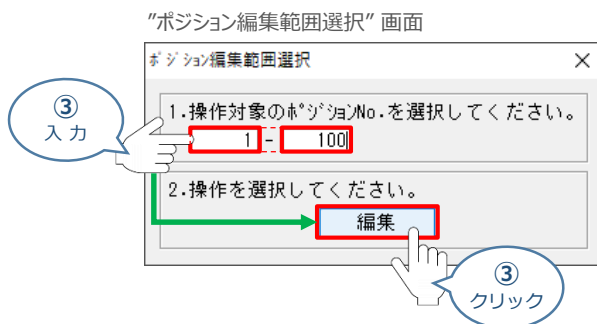 ”ポジション編集範囲選択” 画面
ﾎﾟｼﾞｼｮﾝ編集範囲選択
1.操作対象のﾎﾟｼﾞｼｮﾝNo.を選択してください。
1 - 100
③
入力
2.操作を選択してください。
編集
③
クリック